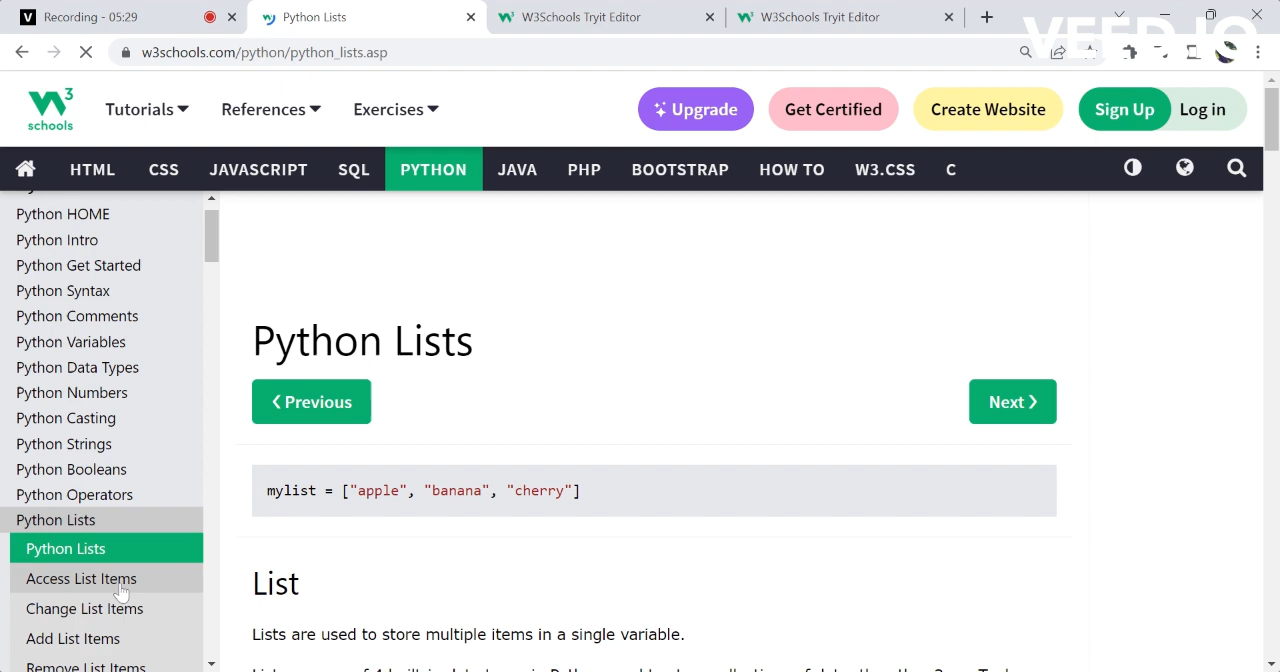 Recording - 05:29
Python Lists
W3Schools Tryit Editor
W3Schools Tryit Editor
VEED.IO
w3schools.com/python/python_lists.asp
W3 schools
Tutorials
References
Exercises
Upgrade
Get Certified
Create Website
Sign Up
Log in
HTML
CSS
JAVASCRIPT
SQL
PYTHON
JAVA
PHP
BOOTSTRAP
HOW TO
W3.CSS
C
Python HOME
Python Intro
Python Get Started
Python Syntax
Python Comments
Python Variables
Python Data Types
Python Numbers
Python Casting
Python Strings
Python Booleans
Python Operators
Python Lists
Python Lists
Access List Items
Change List Items
Add List Items
Remove List Items
Python Lists
❮ Previous
Next ❯
mylist = ["apple", "banana", "cherry"]
List
Lists are used to store multiple items in a single variable.